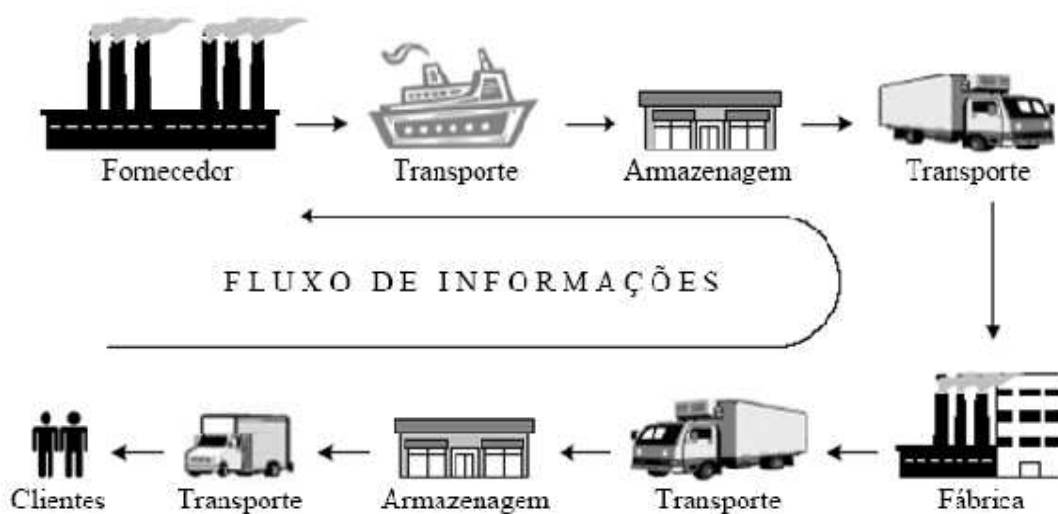 Fornecedor
Transporte
Armazenagem
Transporte
FLUXO DE INFORMAÇÕES
Clientes
Transporte
Armazenagem
Transporte
Fábrica